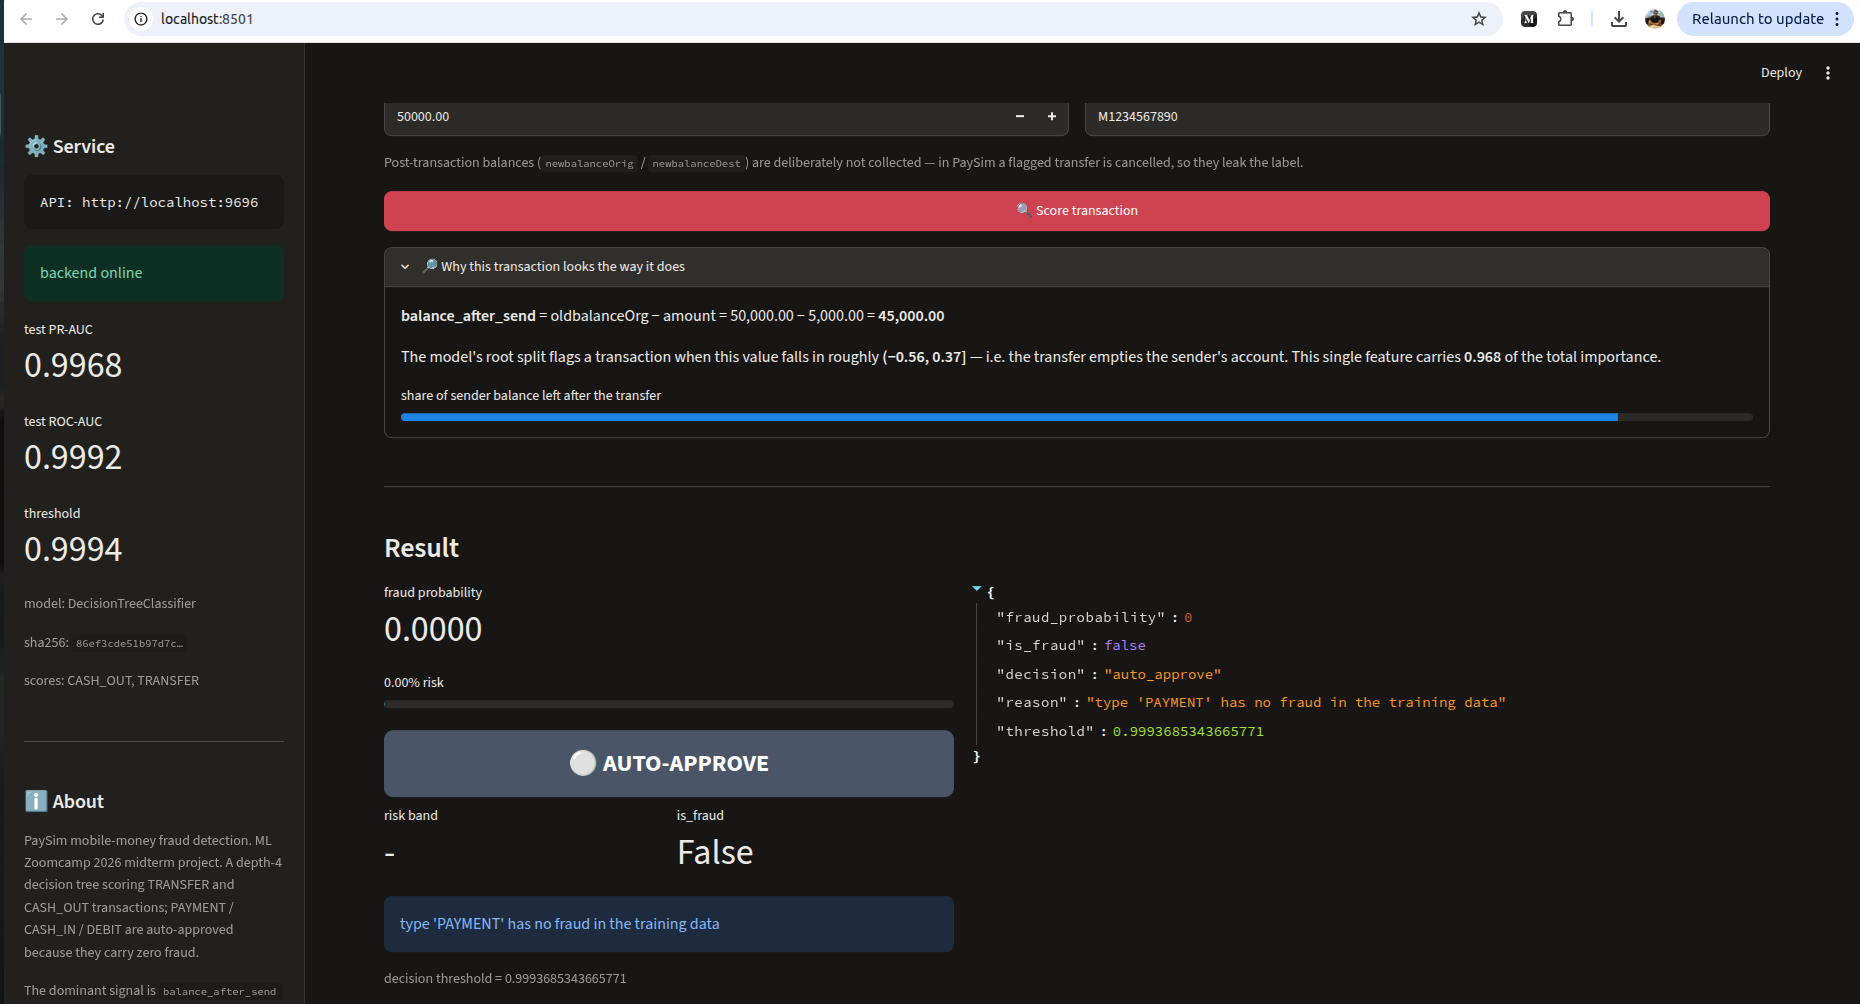 localhost:8501
M
Relaunch to update
Deploy
Service
API: http://localhost:9696
backend online
test PR-AUC
0.9968
test ROC-AUC
0.9992
threshold
0.9994
model: DecisionTreeClassifier
sha256: 86ef3cde51b97d7c…
scores: CASH_OUT, TRANSFER
About
PaySim mobile-money fraud detection. ML
Zoomcamp 2026 midterm project. A depth-4
decision tree scoring TRANSFER and
CASH_OUT transactions; PAYMENT /
CASH_IN / DEBIT are auto-approved
because they carry zero fraud.
The dominant signal is balance_after_send
50000.00
M1234567890
Post-transaction balances ( newbalanceOrig / newbalanceDest ) are deliberately not collected — in PaySim a flagged transfer is cancelled, so they leak the label.
Score transaction
Why this transaction looks the way it does
balance_after_send = oldbalanceOrg − amount = 50,000.00 − 5,000.00 = 45,000.00
The model's root split flags a transaction when this value falls in roughly (−0.56, 0.37] — i.e. the transfer empties the sender's account. This single feature carries 0.968 of the total importance.
share of sender balance left after the transfer
Result
fraud probability
0.0000
0.00% risk
AUTO-APPROVE
risk band
-
is_fraud
False
type 'PAYMENT' has no fraud in the training data
decision threshold = 0.9993685343665771
{
"fraud_probability" : 0
"is_fraud" : false
"decision" : "auto_approve"
"reason" : "type 'PAYMENT' has no fraud in the training data"
"threshold" : 0.9993685343665771
}